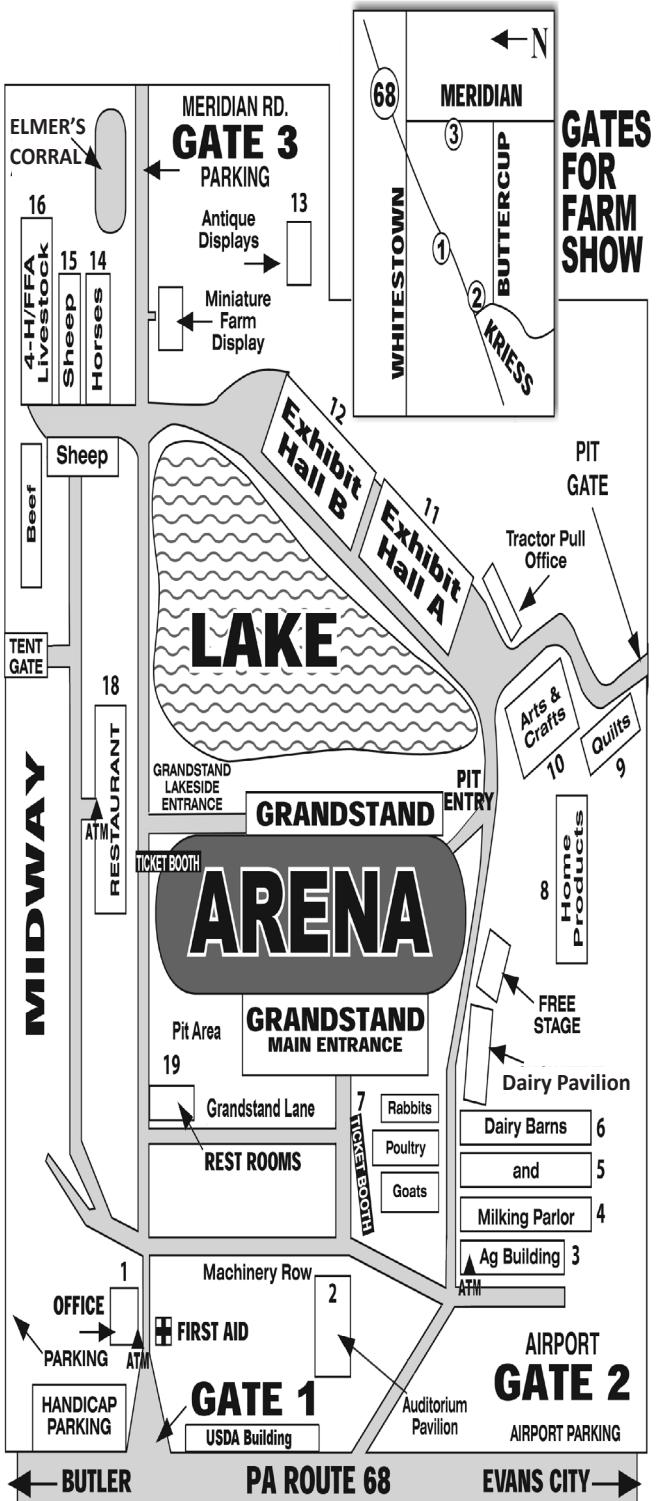 N
68
MERIDIAN
3
WHITESTOWN
BUTTERCUP
1
2
KRIESS
GATES
FOR
FARM
SHOW
ELMER'S
CORRAL
MERIDIAN RD.
GATE 3
PARKING
16
4-H/FFA
Livestock
15
Sheep
14
Horses
Antique
Displays
13
Miniature
Farm
Display
12
Exhibit
Hall B
11
Exhibit
Hall A
PIT
GATE
Tractor Pull
Office
Sheep
Beef
LAKE
TENT
GATE
Arts &
Crafts
10
Quilts
9
18
RESTAURANT
ATM
MIDWAY
GRANDSTAND
LAKESIDE
ENTRANCE
PIT
ENTRY
GRANDSTAND
TICKET BOOTH
ARENA
8
Home
Products
FREE
STAGE
GRANDSTAND
MAIN ENTRANCE
Pit Area
19
Dairy Pavilion
Grandstand Lane
REST ROOMS
7
TICKET BOOTH
Rabbits
Poultry
Goats
Dairy Barns
6
and
5
Milking Parlor
4
Ag Building
3
ATM
1
OFFICE
Machinery Row
2
FIRST AID
PARKING
ATM
HANDICAP
PARKING
GATE 1
USDA Building
Auditorium
Pavilion
AIRPORT
GATE 2
AIRPORT PARKING
BUTLER
PA ROUTE 68
EVANS CITY